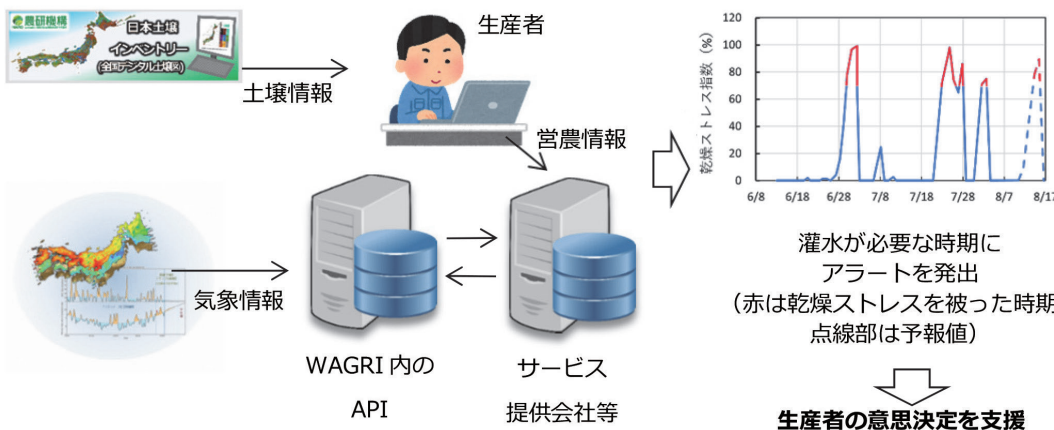 農研機構
日本土壌
インベントリー
(全国デジタル土壌図)
土壌情報
生産者
営農情報
気象情報
WAGRI 内の
API
サービス
提供会社等
乾燥ストレス指数（%）
120
100
80
60
40
20
0
6/8 6/18 6/28 7/8 7/18 7/28 8/7 8/17
灌水が必要な時期に
アラートを発出
（赤は乾燥ストレスを被った時期
点線部は予報値）
生産者の意思決定を支援